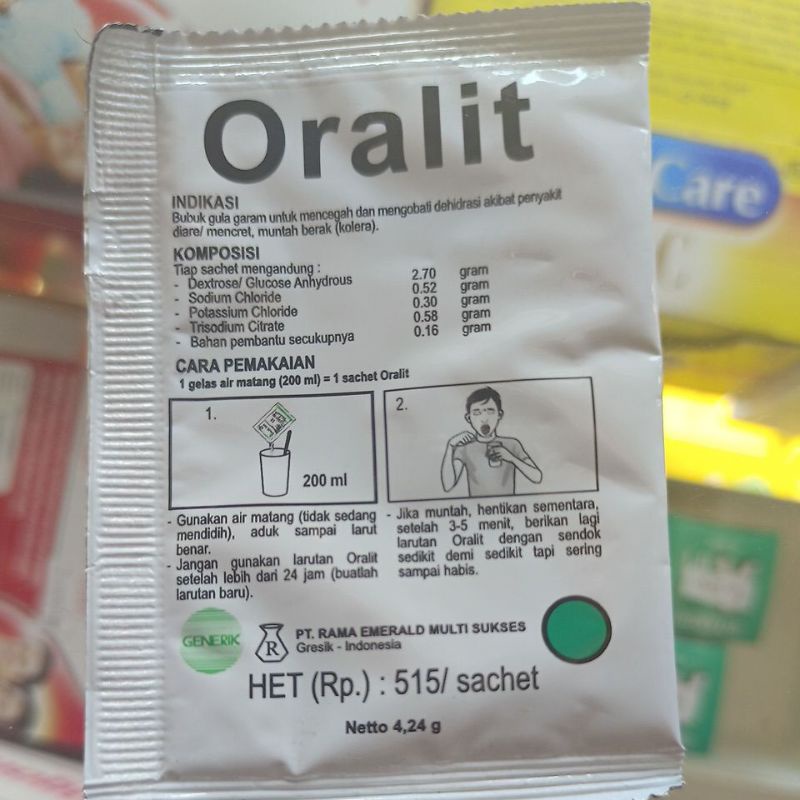 Oralit
INDIKASI
Bubuk gula garam untuk mencegah dan mengobati dehidrasi akibat penyakit
diare/ mencret, muntah berak (kolera).
KOMPOSISI
Tiap sachet mengandung :
- Dextrose/ Glucose Anhydrous 2.70 gram
- Sodium Chloride 0.52 gram
- Potassium Chloride 0.30 gram
- Trisodium Citrate 0.58 gram
- Bahan pembantu secukupnya 0.16 gram
CARA PEMAKAIAN
1 gelas air matang (200 ml) = 1 sachet Oralit
1.
200 ml
2.
- Gunakan air matang (tidak sedang
mendidih), aduk sampai larut
benar.
- Jangan gunakan larutan Oralit
setelah lebih dari 24 jam (buatlah
larutan baru).
- Jika muntah, hentikan sementara,
setelah 3-5 menit, berikan lagi
larutan Oralit dengan sendok
sedikit demi sedikit tapi sering
sampai habis.
GENERIK
R
PT. RAMA EMERALD MULTI SUKSES
Gresik - Indonesia
HET (Rp.) : 515/ sachet
Netto 4,24 g
Care